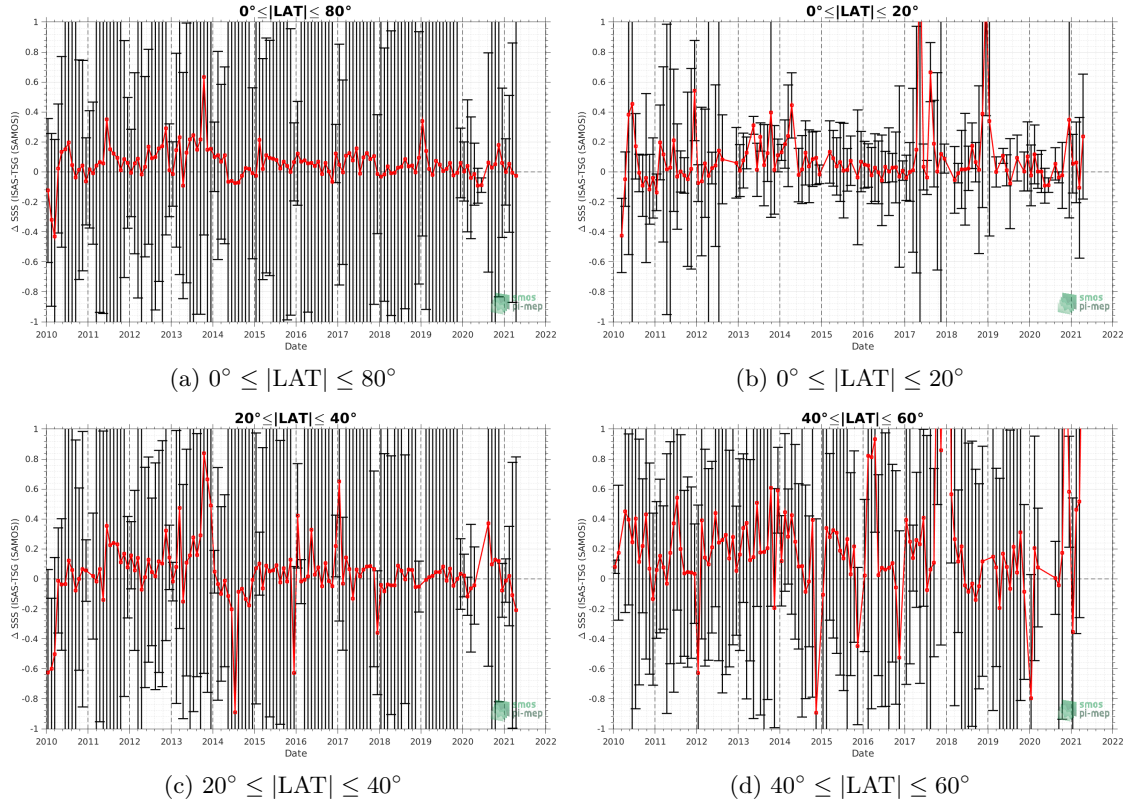 0°≤|LAT|≤ 80°
Δ SSS (ISAS-TSG (SAMOS))
1
0.8
0.6
0.4
0.2
0
-0.2
-0.4
-0.6
-0.8
-1
2010 2011 2012 2013 2014 2015 2016 2017 2018 2019 2020 2021 2022
Date
smos
pi-mep
(a) 0° ≤ |LAT| ≤ 80°
0°≤|LAT|≤ 20°
Δ SSS (ISAS-TSG (SAMOS))
1
0.8
0.6
0.4
0.2
0
-0.2
-0.4
-0.6
-0.8
-1
2010 2011 2012 2013 2014 2015 2016 2017 2018 2019 2020 2021 2022
Date
smos
pi-mep
(b) 0° ≤ |LAT| ≤ 20°
20°≤|LAT|≤ 40°
Δ SSS (ISAS-TSG (SAMOS))
1
0.8
0.6
0.4
0.2
0
-0.2
-0.4
-0.6
-0.8
-1
2010 2011 2012 2013 2014 2015 2016 2017 2018 2019 2020 2021 2022
Date
smos
pi-mep
(c) 20° ≤ |LAT| ≤ 40°
40°≤|LAT|≤ 60°
Δ SSS (ISAS-TSG (SAMOS))
1
0.8
0.6
0.4
0.2
0
-0.2
-0.4
-0.6
-0.8
-1
2010 2011 2012 2013 2014 2015 2016 2017 2018 2019 2020 2021 2022
Date
smos
pi-mep
(d) 40° ≤ |LAT| ≤ 60°